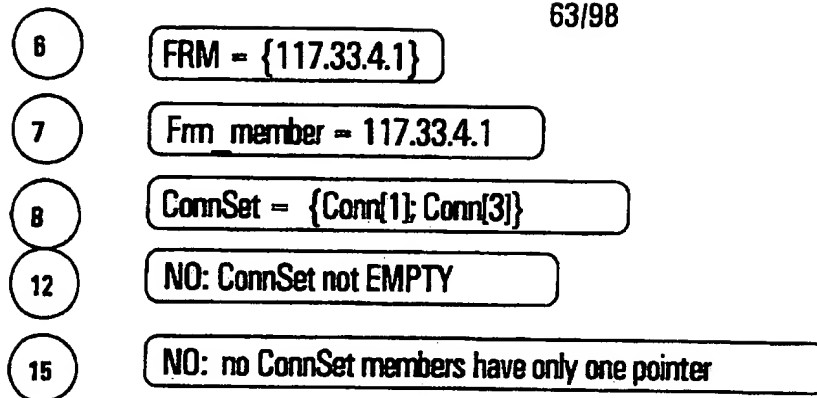 63/98
6 FRM = {117.33.4.1}
7 Frm_member = 117.33.4.1
8 ConnSet = {Conn[1]; Conn[3]}
12 NO: ConnSet not EMPTY
15 NO: no ConnSet members have only one pointer